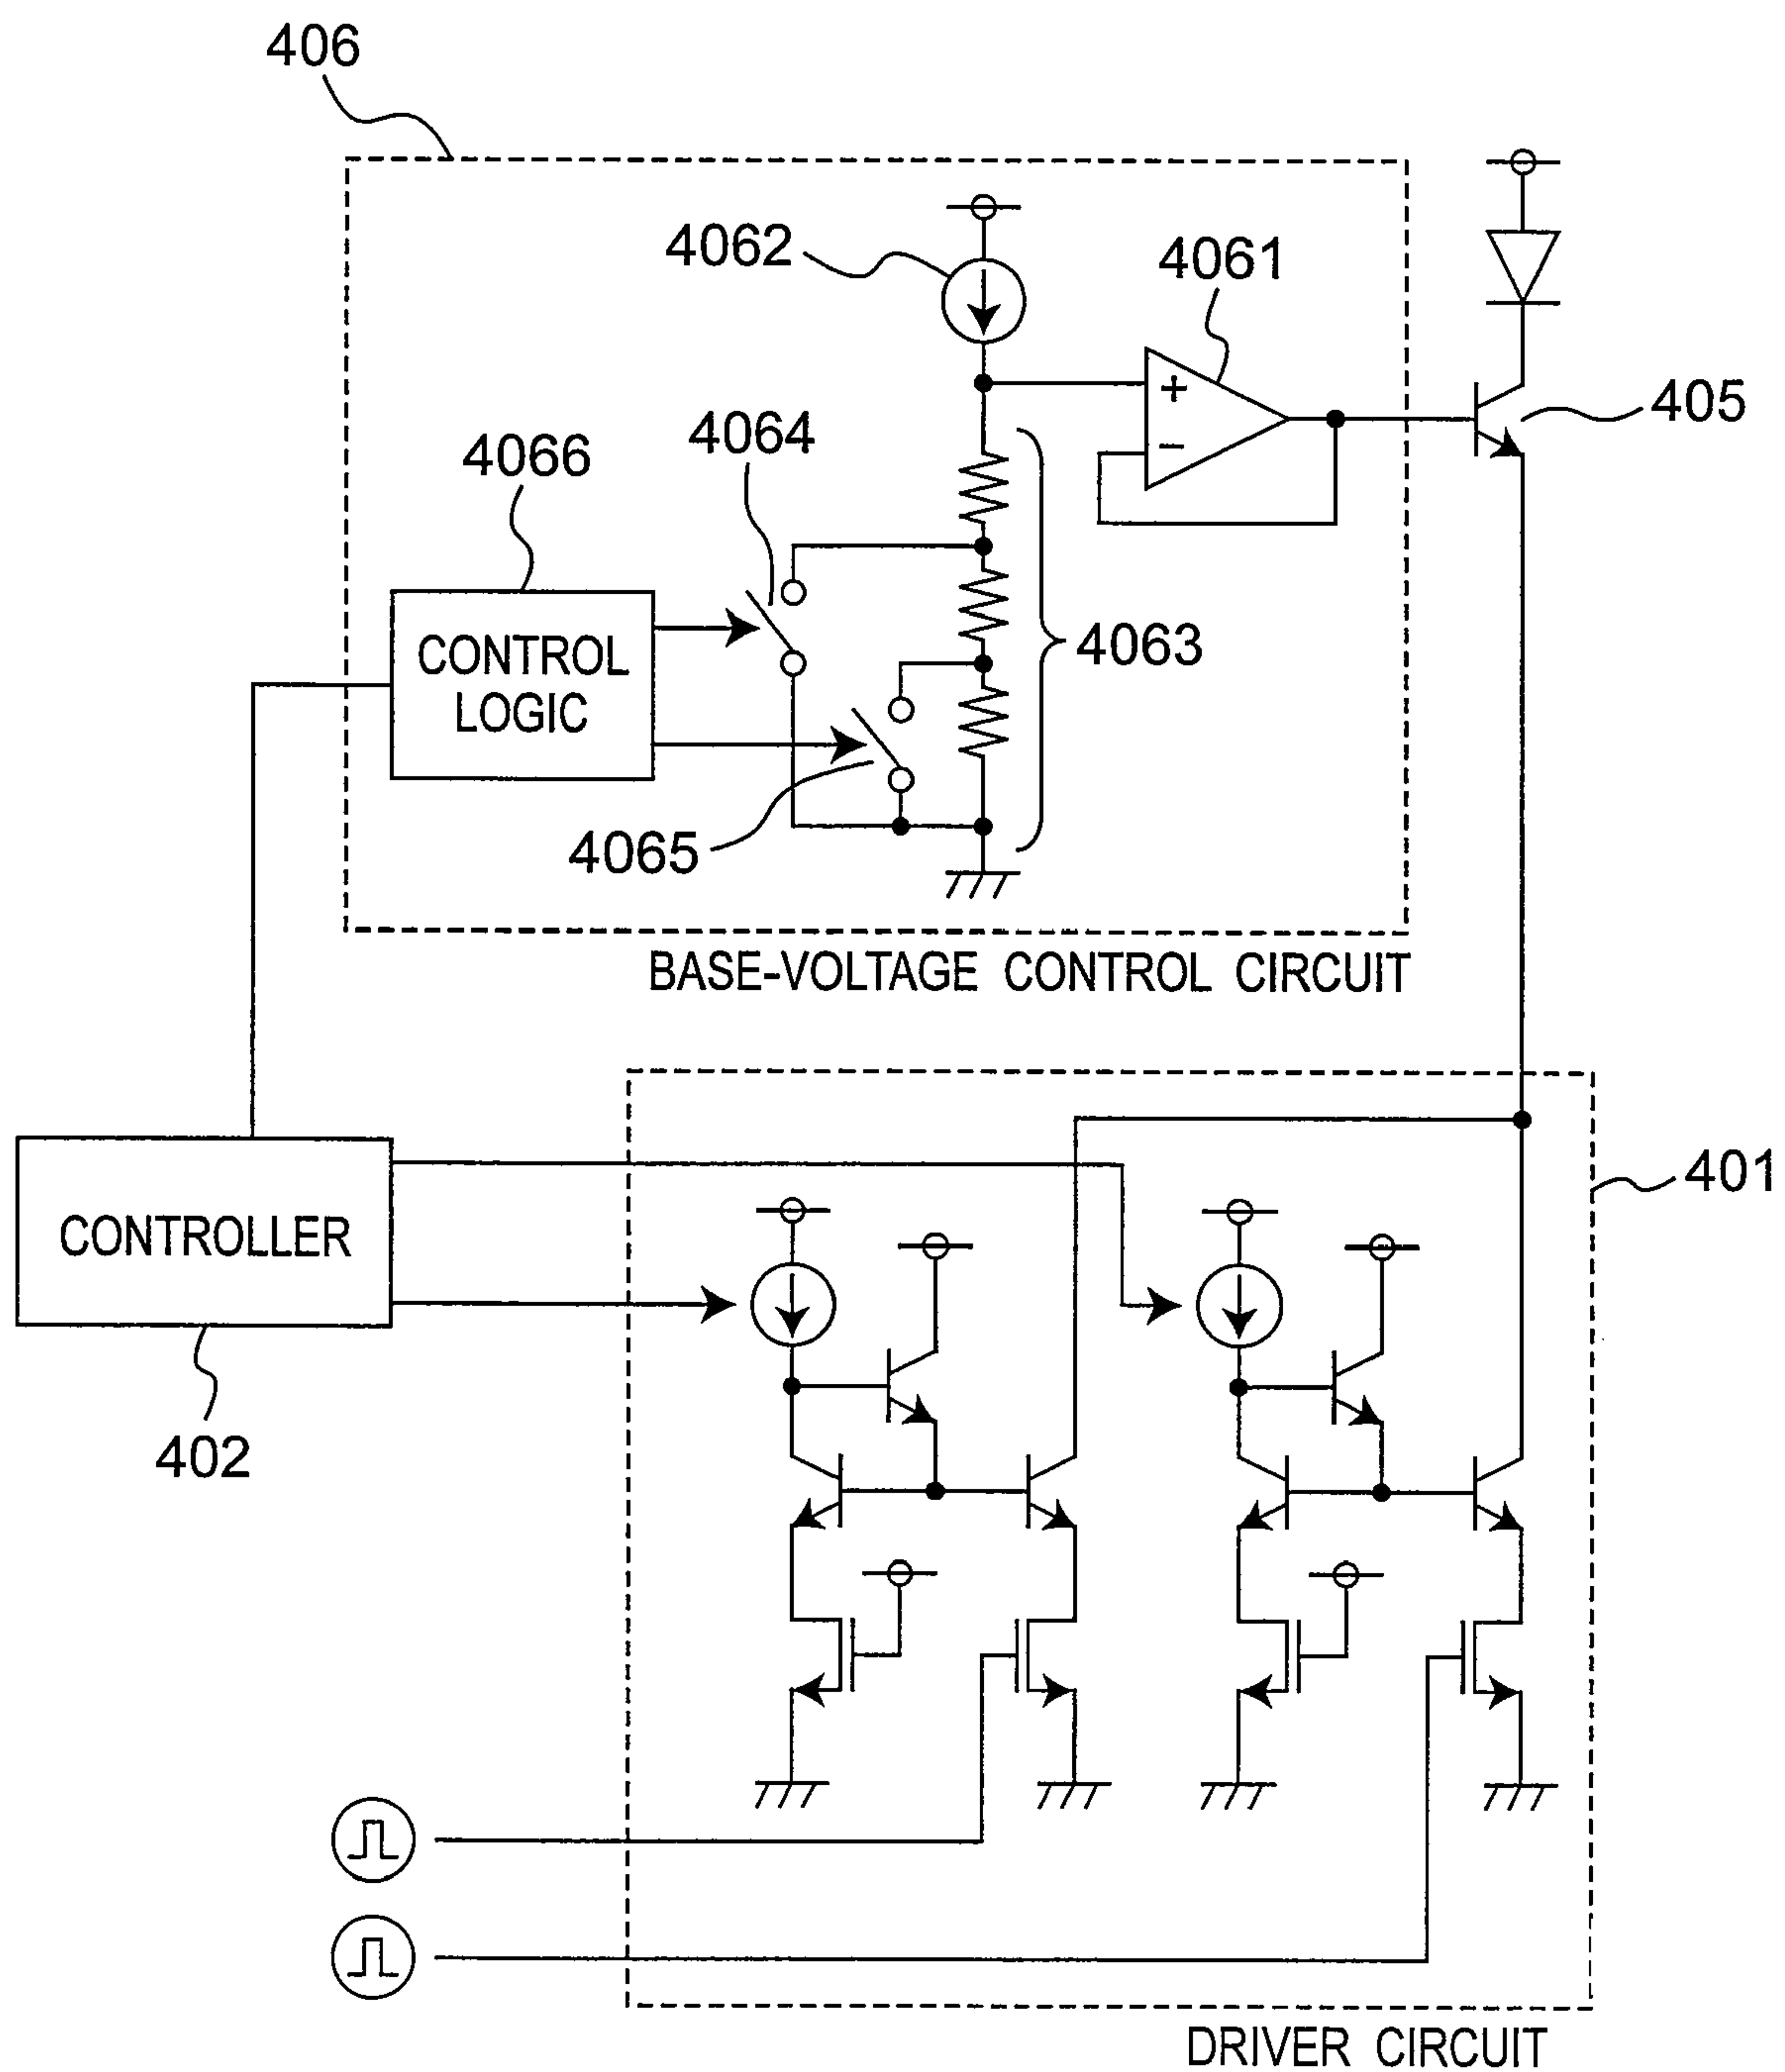 406
4062
4061
405
4064
4066
+
−
CONTROL
LOGIC
4063
4065
BASE-VOLTAGE CONTROL CIRCUIT
401
CONTROLLER
402
DRIVER CIRCUIT